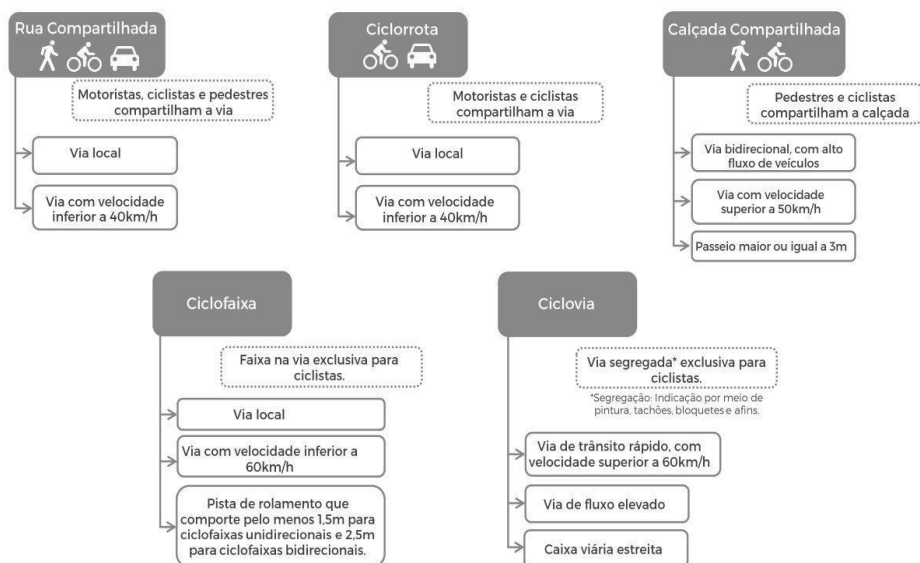 Rua Compartilhada
Motoristas, ciclistas e pedestres
compartilham a via
Via local
Via com velocidade
inferior a 40km/h
Ciclorrota
Motoristas e ciclistas
compartilham a via
Via local
Via com velocidade
inferior a 40km/h
Calçada Compartilhada
Pedestres e ciclistas
compartilham a calçada
Via bidirecional, com alto
fluxo de veículos
Via com velocidade
superior a 50km/h
Passeio maior ou igual a 3m
Ciclofaixa
Faixa na via exclusiva para
ciclistas.
Via local
Via com velocidade inferior a
60km/h
Pista de rolamento que
comporte pelo menos 1,5m para
ciclofaixas unidirecionais e 2,5m
para ciclofaixas bidirecionais.
Ciclovia
Via segregada* exclusiva para
ciclistas.
*Segregação: Indicação por meio de
pintura, tachões, bloquetes e afins.
Via de trânsito rápido, com
velocidade superior a 60km/h
Via de fluxo elevado
Caixa viária estreita